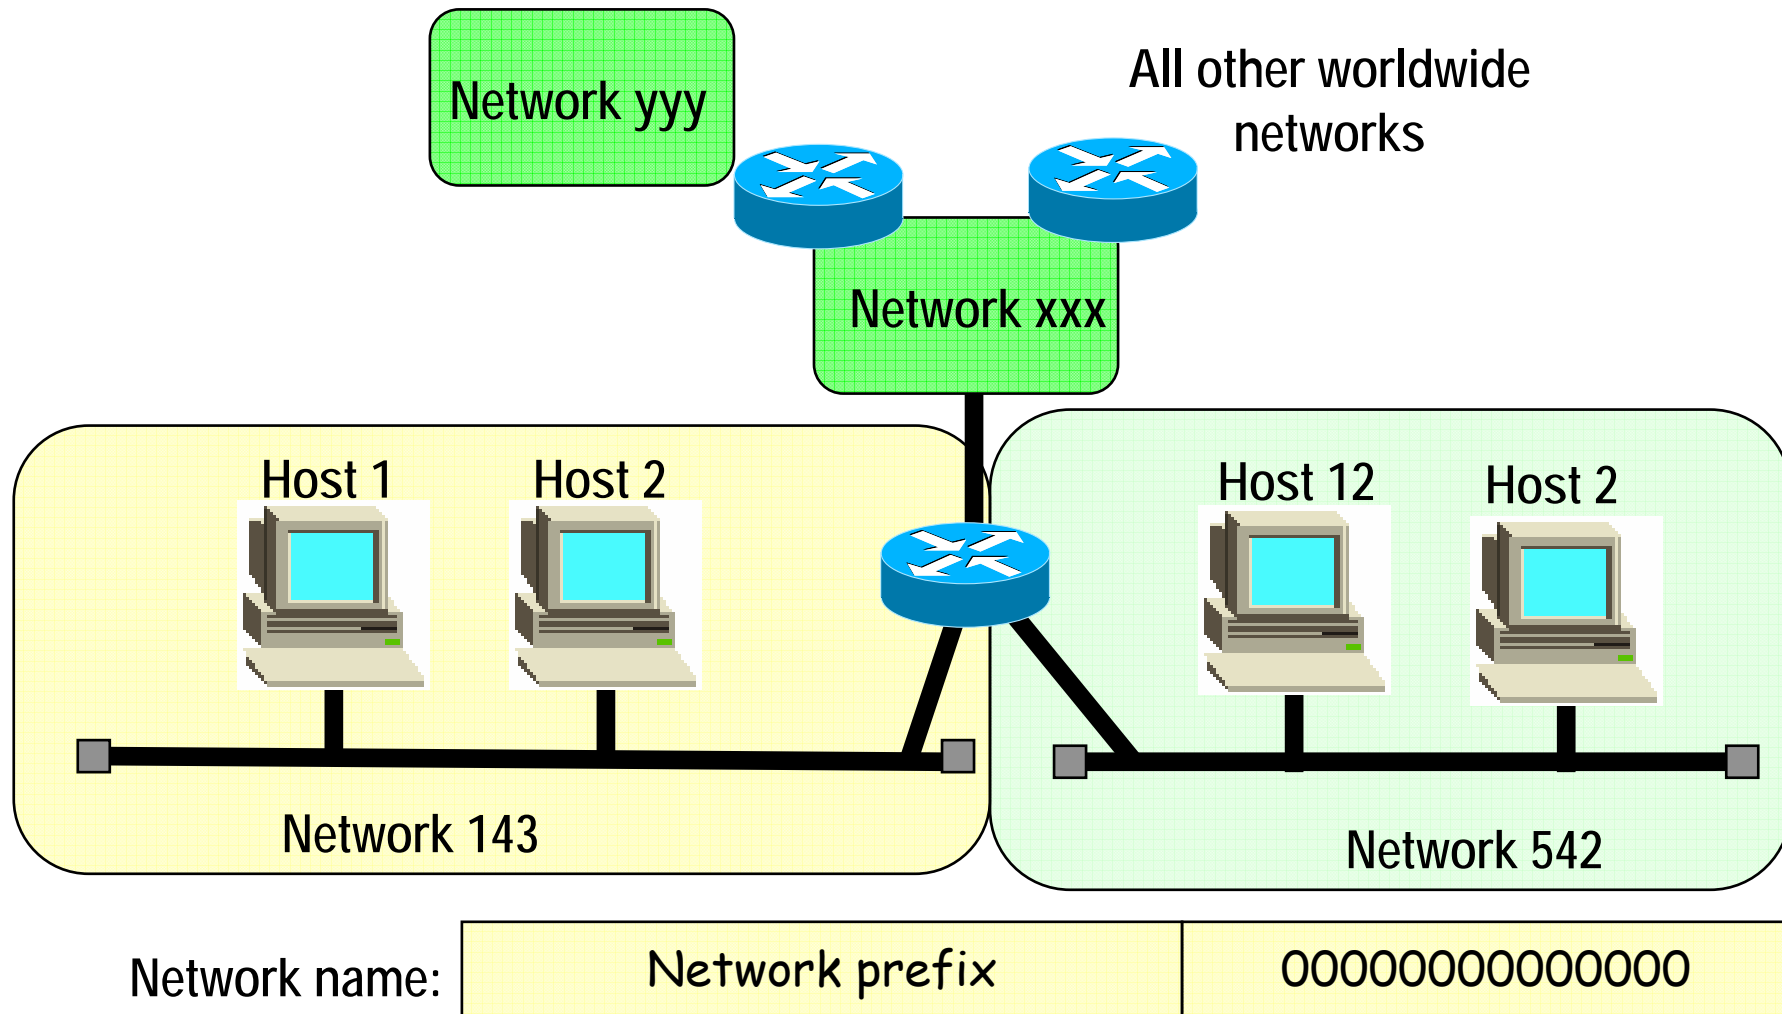 Network yyy
All other worldwide
networks
Network xxx
Host 1
Host 2
Host 12
Host 2
Network 143
Network 542
Network name:
Network prefix
00000000000000